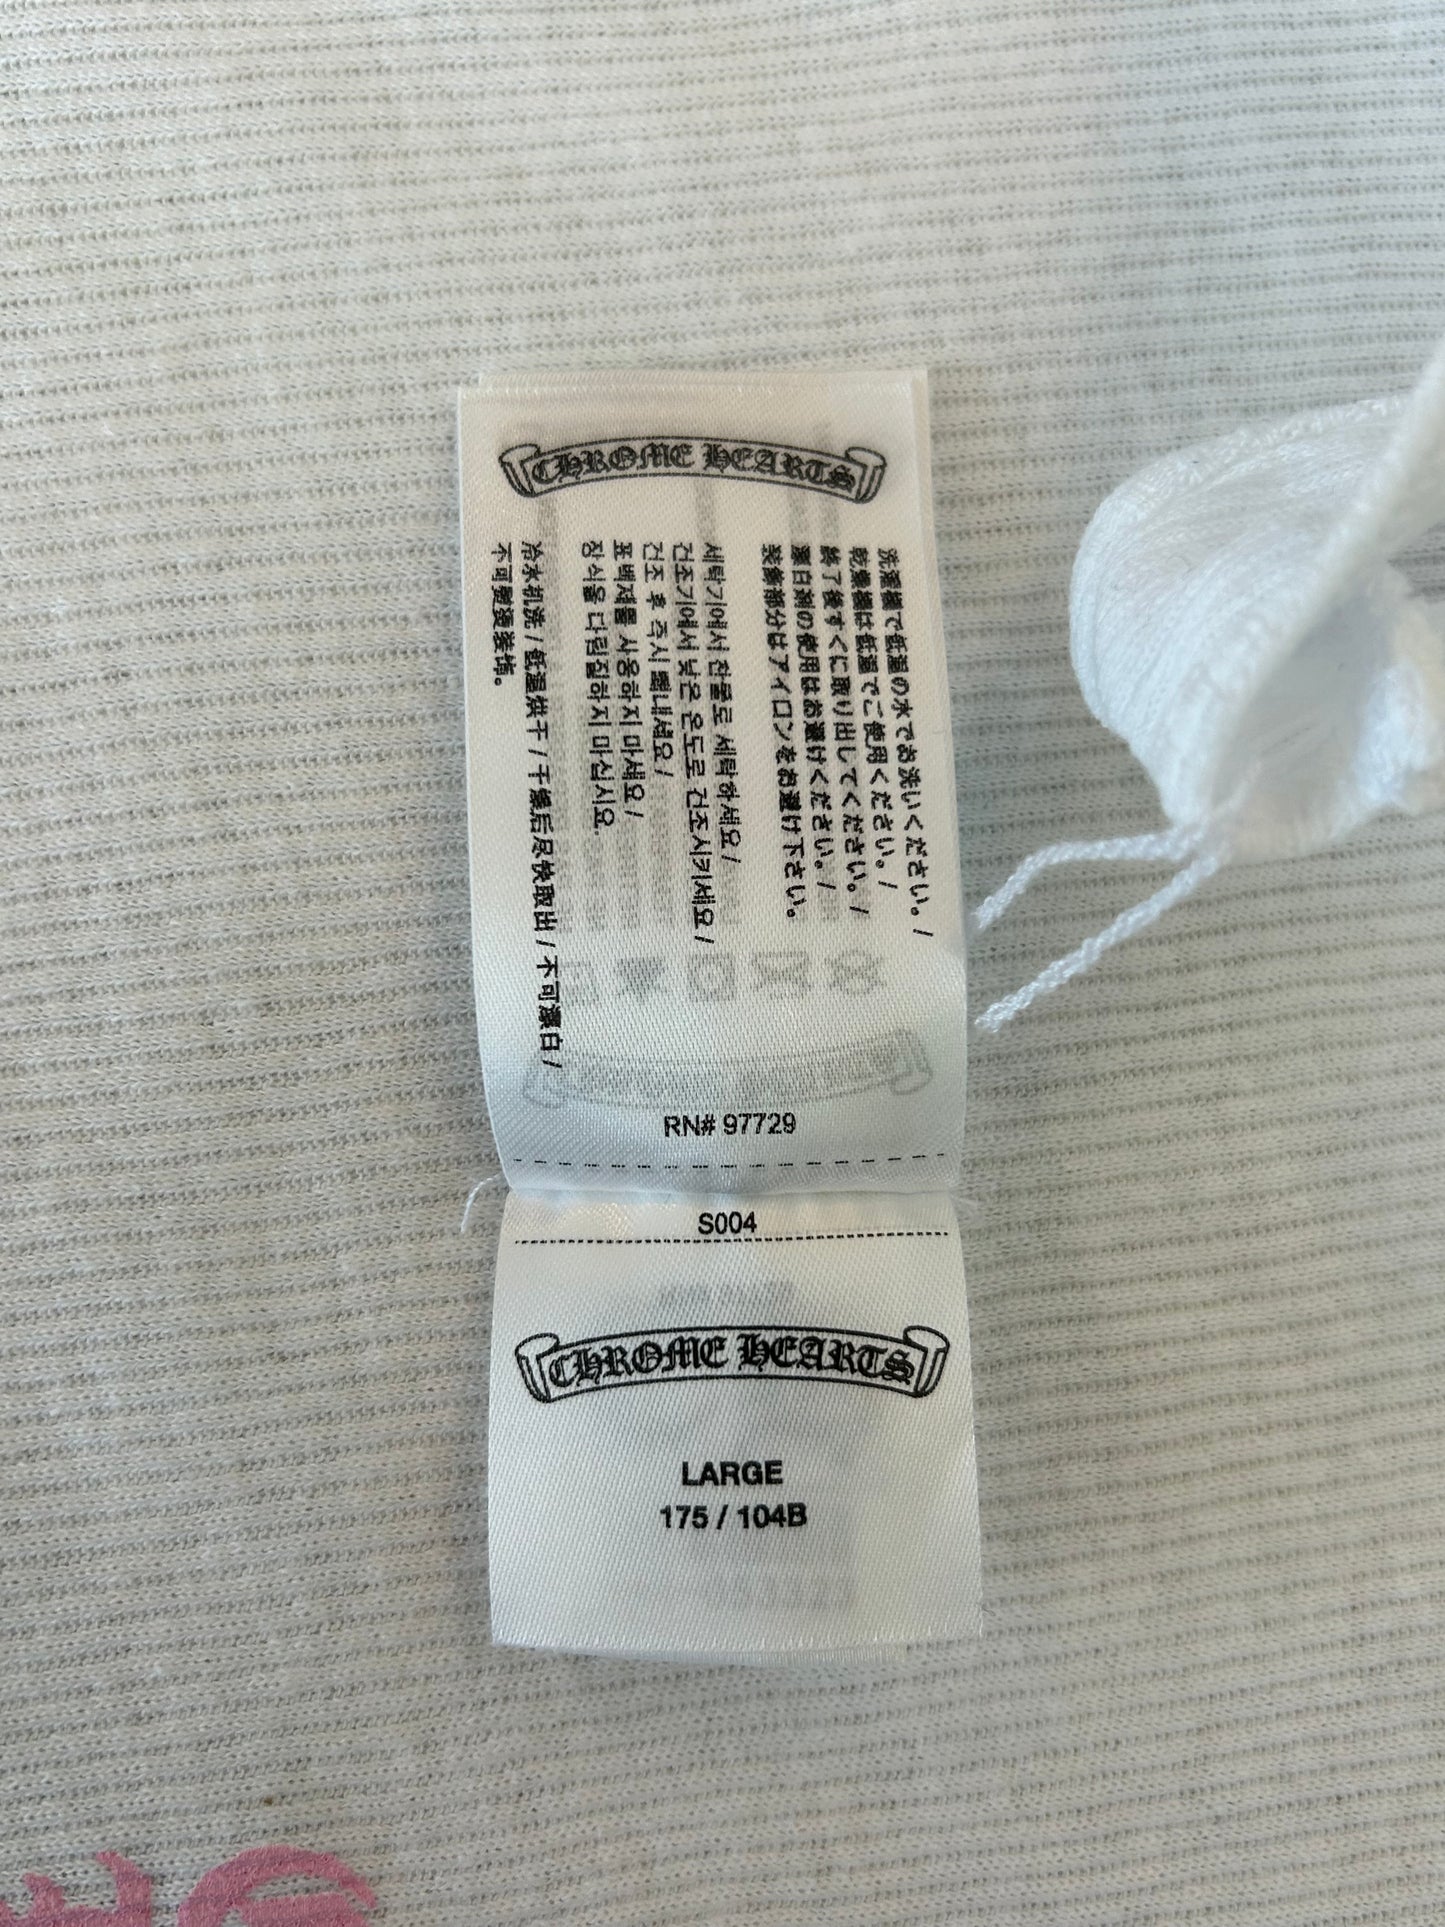 CHROME HEARTS
洗濯機で低温の水でお洗いください。/
乾燥機は低温でご使用ください。/
終了後すぐに取り出してください。/
漂白剤の使用はお避けください。/
装飾部分はアイロンをお避け下さい。
세탁기에서 찬물로 세탁하세요/
건조기에서 낮은 온도로 건조시키세요/
건조 후 즉시 빼내세요/
표백제를 사용하지 마세요/
장식을 다림질하지 마십시요.
冷水机洗/低温烘干/干燥后尽快取出/不可漂白/
不可熨烫装饰。
RN# 97729
S004
CHROME HEARTS
LARGE
175 / 104B